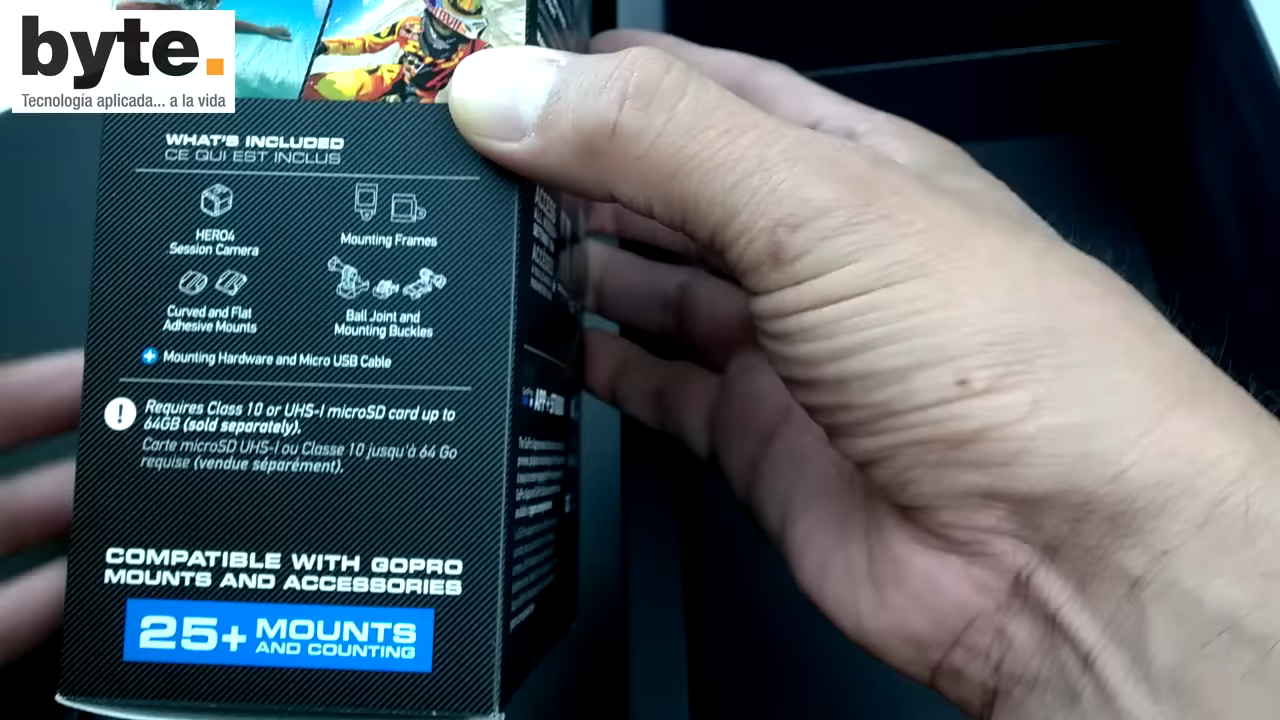 byte.
Tecnología aplicada... a la vida
WHAT'S INCLUDED
CE QUI EST INCLUS
HERO4
Session Camera
Mounting Frames
Curved and Flat
Adhesive Mounts
Ball Joint and
Mounting Buckles
Mounting Hardware and Micro USB Cable
Requires Class 10 or UHS-I microSD card up to
64GB (sold separately).
Carte microSD UHS-I ou Classe 10 jusqu'à 64 Go
requise (vendue séparément).
COMPATIBLE WITH GOPRO
MOUNTS AND ACCESSORIES
25+ MOUNTS
AND COUNTING